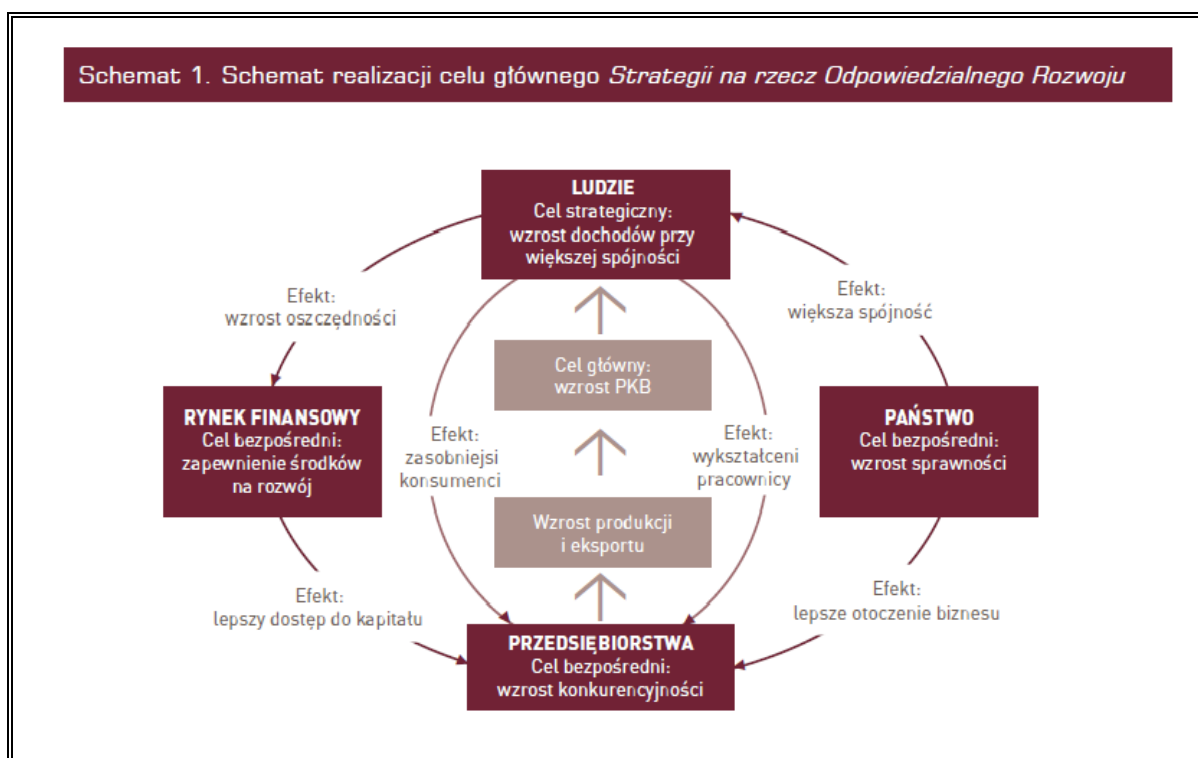 Schemat 1. Schemat realizacji celu głównego Strategii na rzecz Odpowiedzialnego Rozwoju
LUDZIE
Cel strategiczny:
wzrost dochodów przy
większej spójności
Efekt:
wzrost oszczędności
Efekt:
większa spójność
Cel główny:
wzrost PKB
RYNEK FINANSOWY
Cel bezpośredni:
zapewnienie środków
na rozwój
Efekt:
zasobniejsi
konsumenci
Efekt:
wykształceni
pracownicy
PAŃSTWO
Cel bezpośredni:
wzrost sprawności
Wzrost produkcji
i eksportu
Efekt:
lepszy dostęp do kapitału
Efekt:
lepsze otoczenie biznesu
PRZEDSIĘBIORSTWA
Cel bezpośredni:
wzrost konkurencyjności